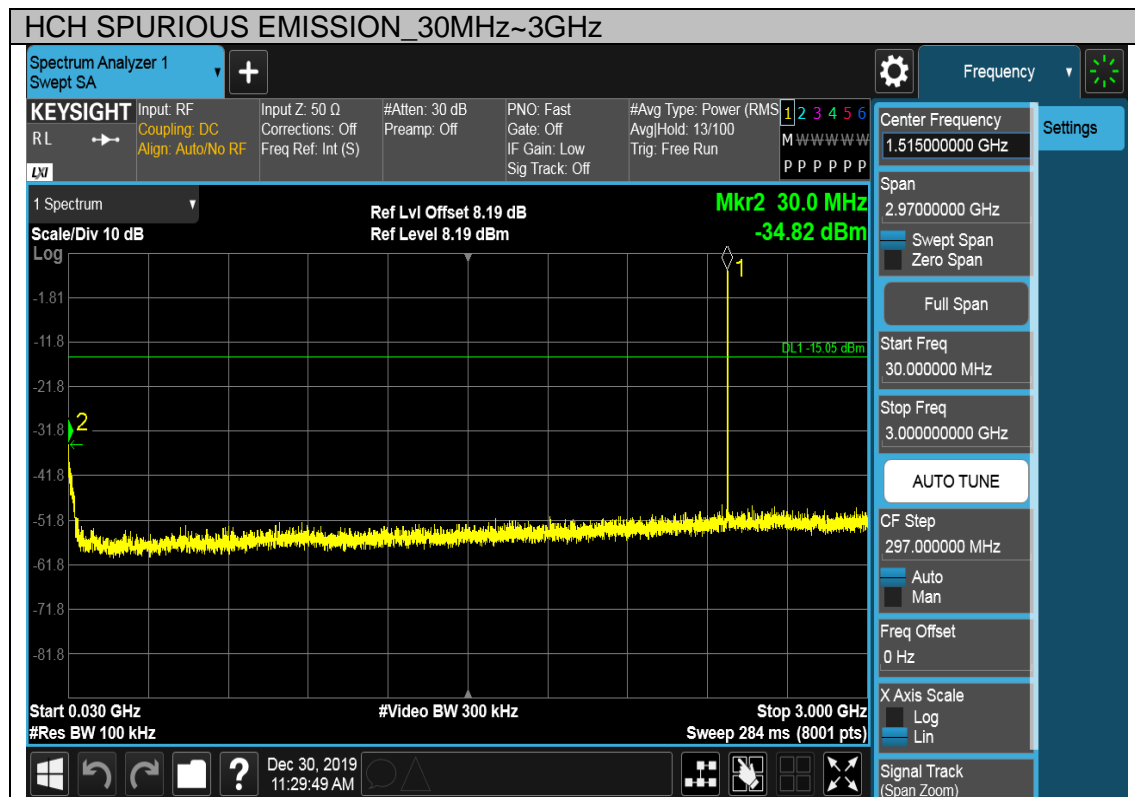 HCH SPURIOUS EMISSION_30MHz~3GHz
Spectrum Analyzer 1
Swept SA
Frequency
KEYSIGHT
R L
LXI
Input: RF
Coupling: DC
Align: Auto/No RF
Input Z: 50 Ω
Corrections: Off
Freq Ref: Int (S)
#Atten: 30 dB
Preamp: Off
PNO: Fast
Gate: Off
IF Gain: Low
Sig Track: Off
#Avg Type: Power (RMS
Avg|Hold: 13/100
Trig: Free Run
1 2 3 4 5 6
M W W W W W
P P P P P P
1 Spectrum
Scale/Div 10 dB
Log
Ref Lvl Offset 8.19 dB
Ref Level 8.19 dBm
Mkr2 30.0 MHz
-34.82 dBm
1
-1.81
-11.8
DL1 -15.05 dBm
-21.8
2
-31.8
-41.8
-51.8
-61.8
-71.8
-81.8
Start 0.030 GHz
#Res BW 100 kHz
#Video BW 300 kHz
Stop 3.000 GHz
Sweep 284 ms (8001 pts)
Center Frequency
1.515000000 GHz
Settings
Span
2.97000000 GHz
Swept Span
Zero Span
Full Span
Start Freq
30.000000 MHz
Stop Freq
3.000000000 GHz
AUTO TUNE
CF Step
297.000000 MHz
Auto
Man
Freq Offset
0 Hz
X Axis Scale
Log
Lin
Signal Track
(Span Zoom)
?
Dec 30, 2019
11:29:49 AM